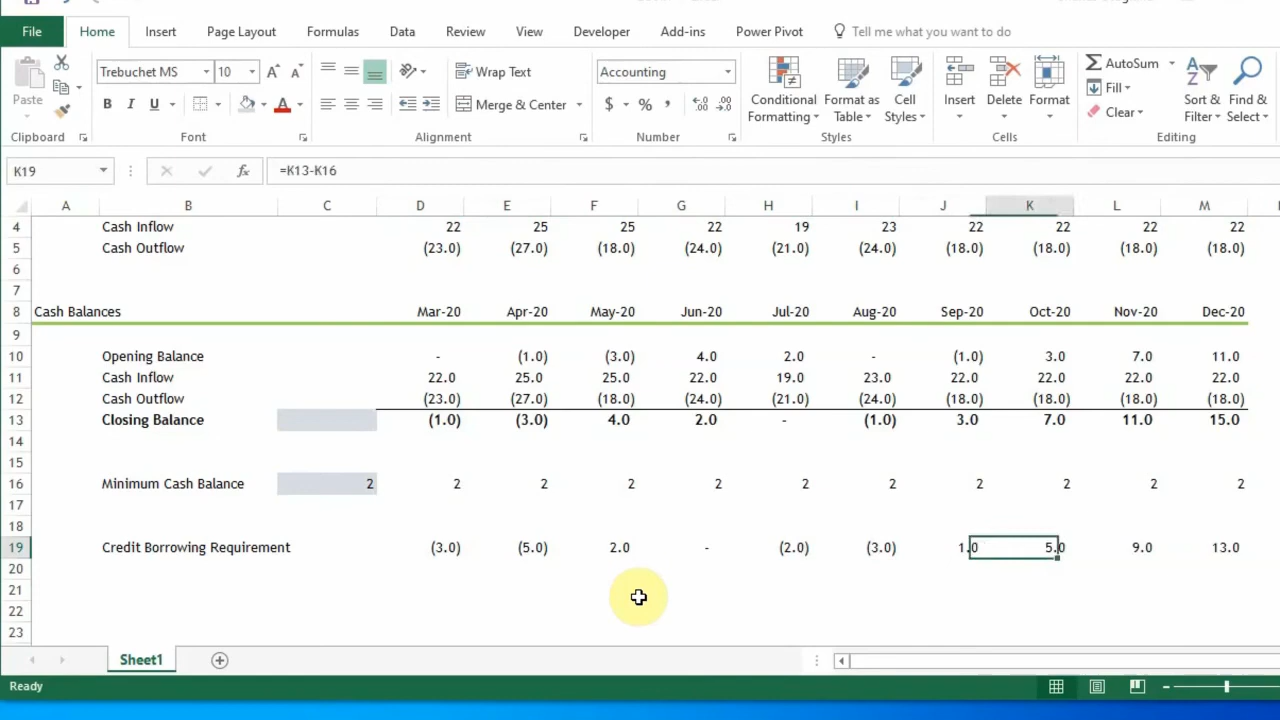 File Home Insert Page Layout Formulas Data Review View Developer Add-ins Power Pivot Tell me what you want to do
Trebuchet MS 10 A A Wrap Text Accounting AutoSum
Paste B I U A Merge & Center $ % , Conditional Formatting Format as Table Cell Styles Insert Delete Format Fill Clear Sort & Filter Find & Select
Clipboard Font Alignment Number Styles Cells Editing
K19 fx =K13-K16
A B C D E F G H I J K L M
4 Cash Inflow 22 25 25 22 19 23 22 22 22 22
5 Cash Outflow (23.0) (27.0) (18.0) (24.0) (21.0) (24.0) (18.0) (18.0) (18.0) (18.0)
6
7
8 Cash Balances Mar-20 Apr-20 May-20 Jun-20 Jul-20 Aug-20 Sep-20 Oct-20 Nov-20 Dec-20
9
10 Opening Balance - (1.0) (3.0) 4.0 2.0 - (1.0) 3.0 7.0 11.0
11 Cash Inflow 22.0 25.0 25.0 22.0 19.0 23.0 22.0 22.0 22.0 22.0
12 Cash Outflow (23.0) (27.0) (18.0) (24.0) (21.0) (24.0) (18.0) (18.0) (18.0) (18.0)
13 Closing Balance (1.0) (3.0) 4.0 2.0 - (1.0) 3.0 7.0 11.0 15.0
14
15
16 Minimum Cash Balance 2 2 2 2 2 2 2 2 2 2 2
17
18
19 Credit Borrowing Requirement (3.0) (5.0) 2.0 - (2.0) (3.0) 1.0 5.0 9.0 13.0
20
21
22
23
Sheet1
Ready